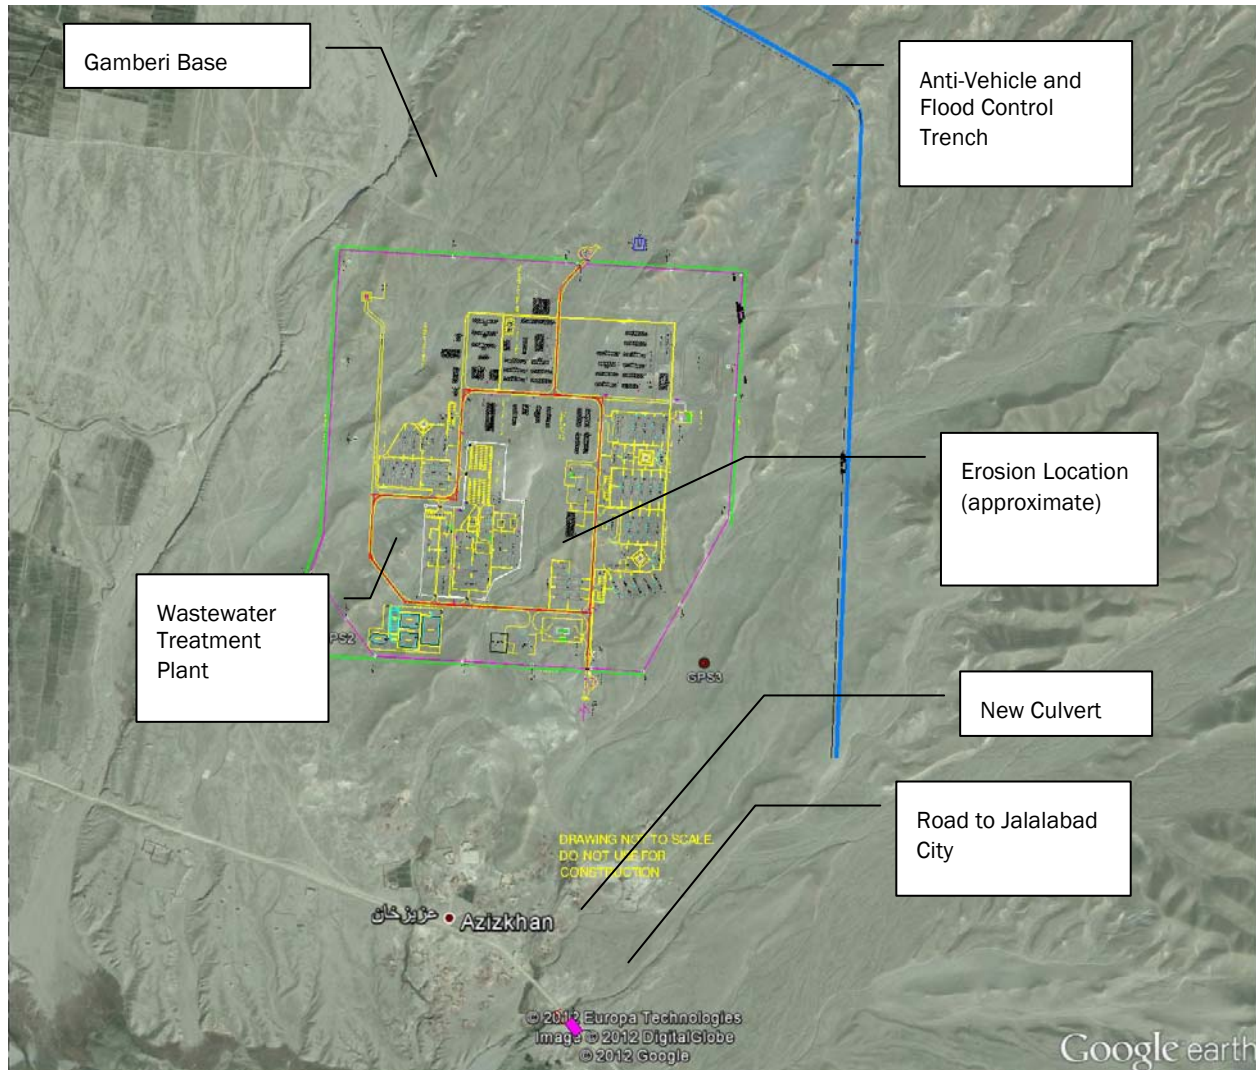 Gamberi Base
Anti-Vehicle and
Flood Control
Trench
Erosion Location
(approximate)
Wastewater
Treatment
Plant
PS2
GPS3
New Culvert
Road to Jalalabad
City
DRAWING NOT TO SCALE.
DO NOT USE FOR
CONSTRUCTION
عزیزخان Azizkhan
© 2012 Europa Technologies
Image © 2012 DigitalGlobe
© 2012 Google
Google earth